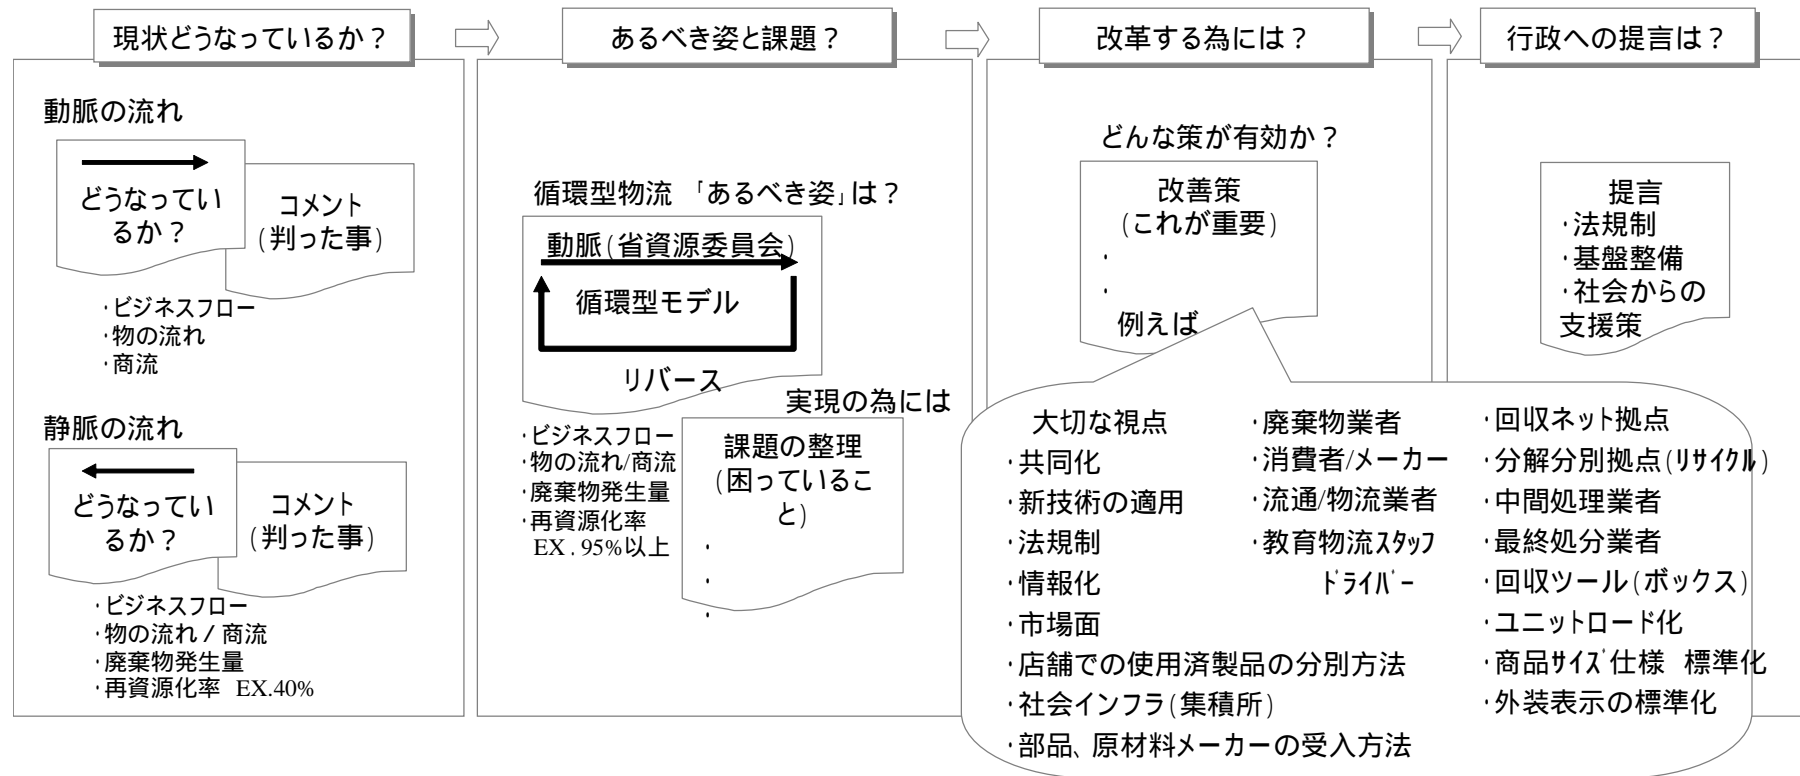 現状どうなっているか？
あるべき姿と課題？
改革する為には？
行政への提言は？
動脈の流れ
どうなってい
るか？
コメント
(判った事)
・ビジネスフロー
・物の流れ
・商流
静脈の流れ
どうなってい
るか？
コメント
(判った事)
・ビジネスフロー
・物の流れ / 商流
・廃棄物発生量
・再資源化率 EX.40%
循環型物流 「あるべき姿」は？
動脈(省資源委員会)
循環型モデル
リバース
・ビジネスフロー
・物の流れ/商流
・廃棄物発生量
・再資源化率
EX．95%以上
実現の為には
課題の整理
(困っているこ
と)
・
・
・
どんな策が有効か？
改善策
(これが重要)
・
・
例えば
提言
・法規制
・基盤整備
・社会からの
支援策
大切な視点
・共同化
・新技術の適用
・法規制
・情報化
・市場面
・店舗での使用済製品の分別方法
・社会インフラ(集積所)
・部品、原材料メーカーの受入方法
・廃棄物業者
・消費者/メーカー
・流通/物流業者
・教育物流ｽﾀｯﾌ
ﾄﾞﾗｲﾊﾞｰ
・回収ネット拠点
・分解分別拠点(ﾘｻｲｸﾙ)
・中間処理業者
・最終処分業者
・回収ツール(ボックス)
・ユニットロード化
・商品ｻｲｽﾞ仕様 標準化
・外装表示の標準化